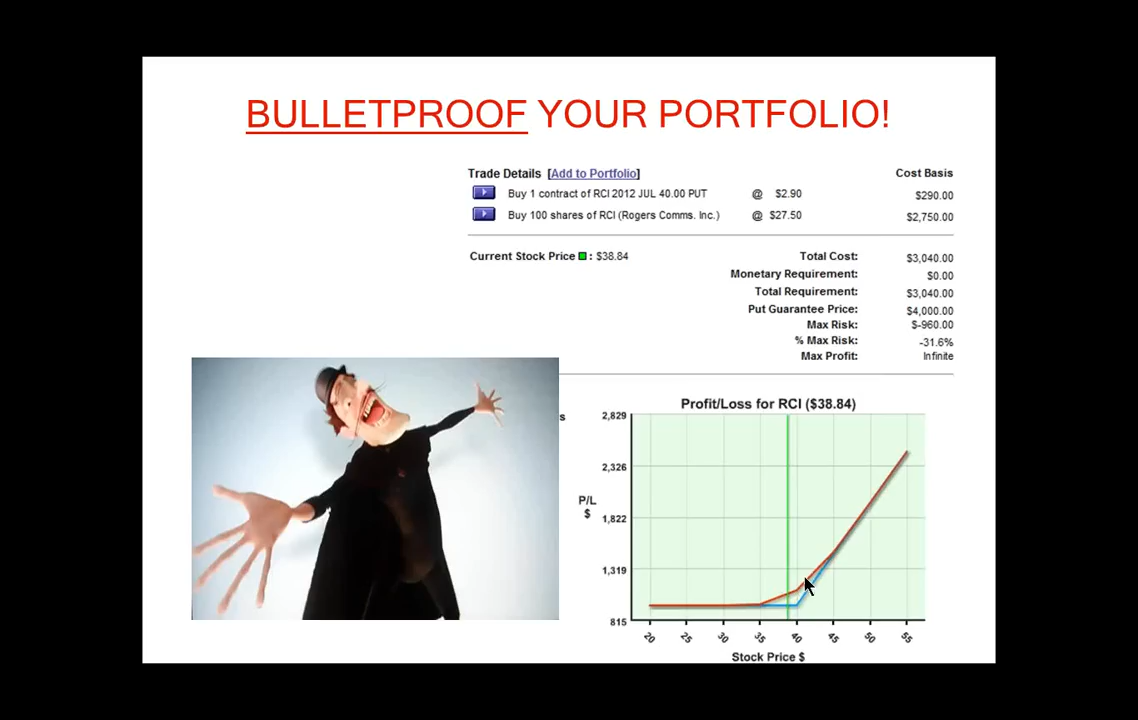 BULLETPROOF YOUR PORTFOLIO!
Trade Details [Add to Portfolio] Cost Basis
Buy 1 contract of RCI 2012 JUL 40.00 PUT @ $2.90 $290.00
Buy 100 shares of RCI (Rogers Comms. Inc.) @ $27.50 $2,750.00
Current Stock Price : $38.84 Total Cost: $3,040.00
Monetary Requirement: $0.00
Total Requirement: $3,040.00
Put Guarantee Price: $4,000.00
Max Risk: $-960.00
% Max Risk: -31.6%
Max Profit: Infinite
s
Profit/Loss for RCI ($38.84)
2,829
2,326
P/L
$
1,822
1,319
815
20 25 30 35 40 45 50 55
Stock Price $